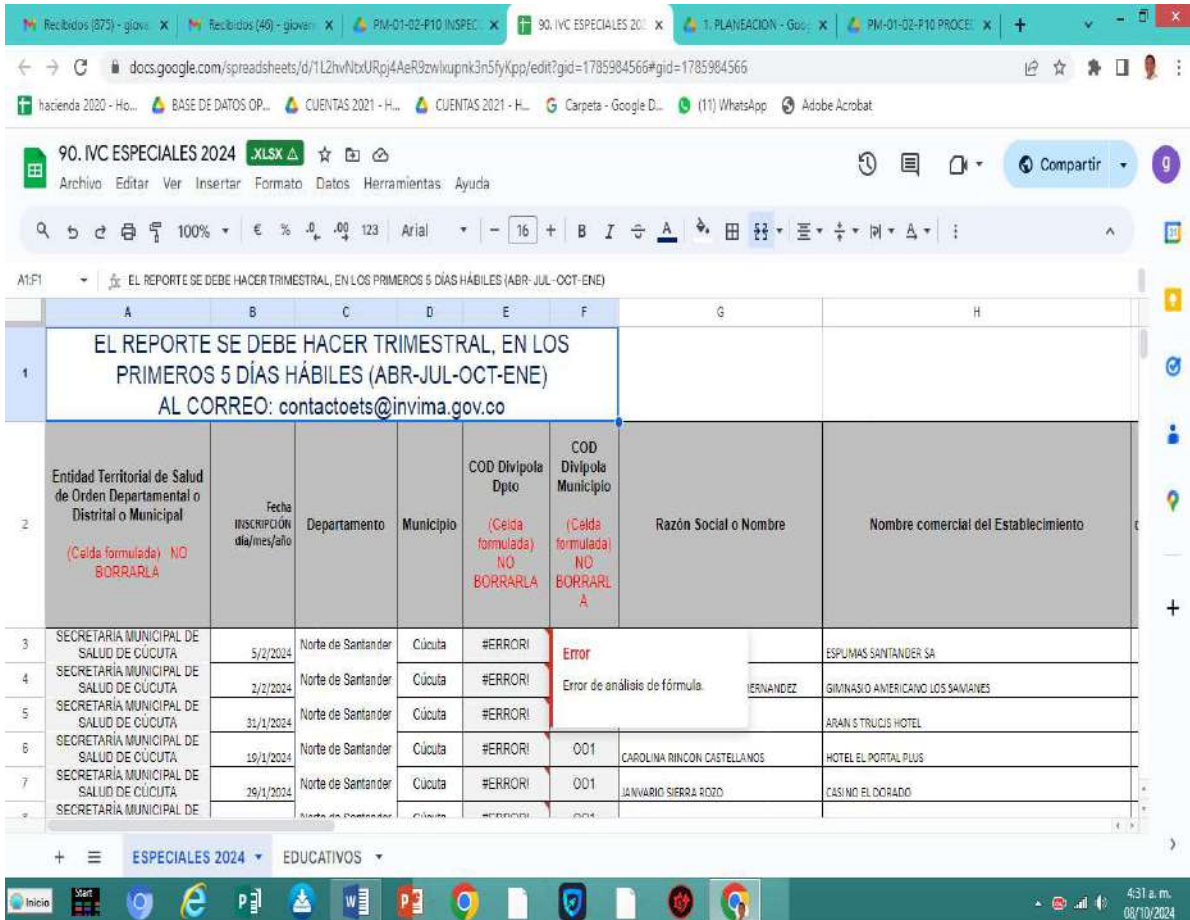 Recibidos (875) - giova
Recibidos (46) - giovan
PM-01-02-P10 INSPEC
90. IVC ESPECIALES 202
1. PLANEACION - Goo
PM-01-02-P10 PROCE
docs.google.com/spreadsheets/d/1L2hvNtxURpj4AeR9zwlxupnk3n5fyKpp/edit?gid=1785984566#gid=1785984566
hacienda 2020 - Ho...
BASE DE DATOS OP...
CUENTAS 2021 - H...
CUENTAS 2021 - H...
Carpeta - Google D...
(11) WhatsApp
Adobe Acrobat
90. IVC ESPECIALES 2024 .XLSX
Compartir
g
Archivo Editar Ver Insertar Formato Datos Herramientas Ayuda
100% € % .0 .00 123 Arial 16 B I A
A1:F1 fx EL REPORTE SE DEBE HACER TRIMESTRAL, EN LOS PRIMEROS 5 DÍAS HÁBILES (ABR- JUL-OCT-ENE)
A B C D E F G H
1
EL REPORTE SE DEBE HACER TRIMESTRAL, EN LOS
PRIMEROS 5 DÍAS HÁBILES (ABR-JUL-OCT-ENE)
AL CORREO: contactoets@invima.gov.co
2
Entidad Territorial de Salud
de Orden Departamental o
Distrital o Municipal
(Celda formulada) NO
BORRARLA
Fecha
INSCRIPCIÓN
día/mes/año
Departamento
Municipio
COD Divipola
Dpto
(Celda
formulada)
NO
BORRARLA
COD
Divipola
Municipio
(Celda
formulada)
NO
BORRARL
A
Razón Social o Nombre
Nombre comercial del Establecimiento
3 SECRETARÍA MUNICIPAL DE
SALUD DE CÚCUTA 5/2/2024 Norte de Santander Cúcuta #ERROR! ESPUMAS SANTANDER SA
Error
Error de análisis de fórmula.
4 SECRETARÍA MUNICIPAL DE
SALUD DE CÚCUTA 2/2/2024 Norte de Santander Cúcuta #ERROR! HERNANDEZ GIMNASIO AMERICANO LOS SAMANES
5 SECRETARÍA MUNICIPAL DE
SALUD DE CÚCUTA 31/1/2024 Norte de Santander Cúcuta #ERROR! ARAN S TRUCJS HOTEL
6 SECRETARÍA MUNICIPAL DE
SALUD DE CÚCUTA 19/1/2024 Norte de Santander Cúcuta #ERROR! 001 CAROLINA RINCON CASTELLANOS HOTEL EL PORTAL PLUS
7 SECRETARÍA MUNICIPAL DE
SALUD DE CÚCUTA 29/1/2024 Norte de Santander Cúcuta #ERROR! 001 JANVARIO SIERRA ROZO CASINO EL DORADO
SECRETARÍA MUNICIPAL DE Norte de Santander Cúcuta #ERROR! 001
ESPECIALES 2024
EDUCATIVOS
Inicio
Start
4:31 a. m.
08/10/2024